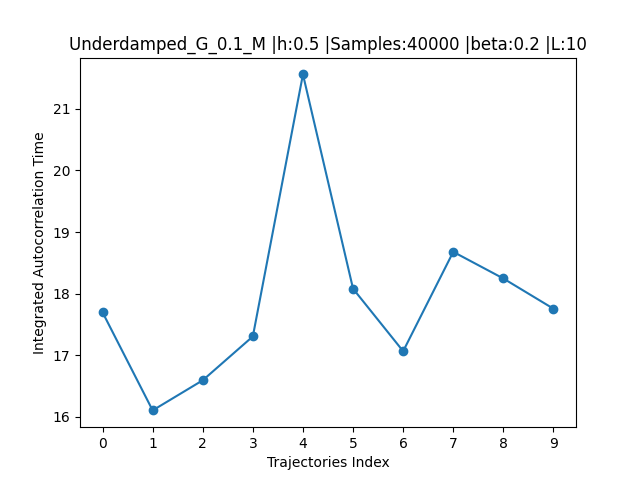 Underdamped_G_0.1_M |h:0.5 |Samples:40000 |beta:0.2 |L:10
Integrated Autocorrelation Time
21
20
19
18
17
16
0 1 2 3 4 5 6 7 8 9
Trajectories Index